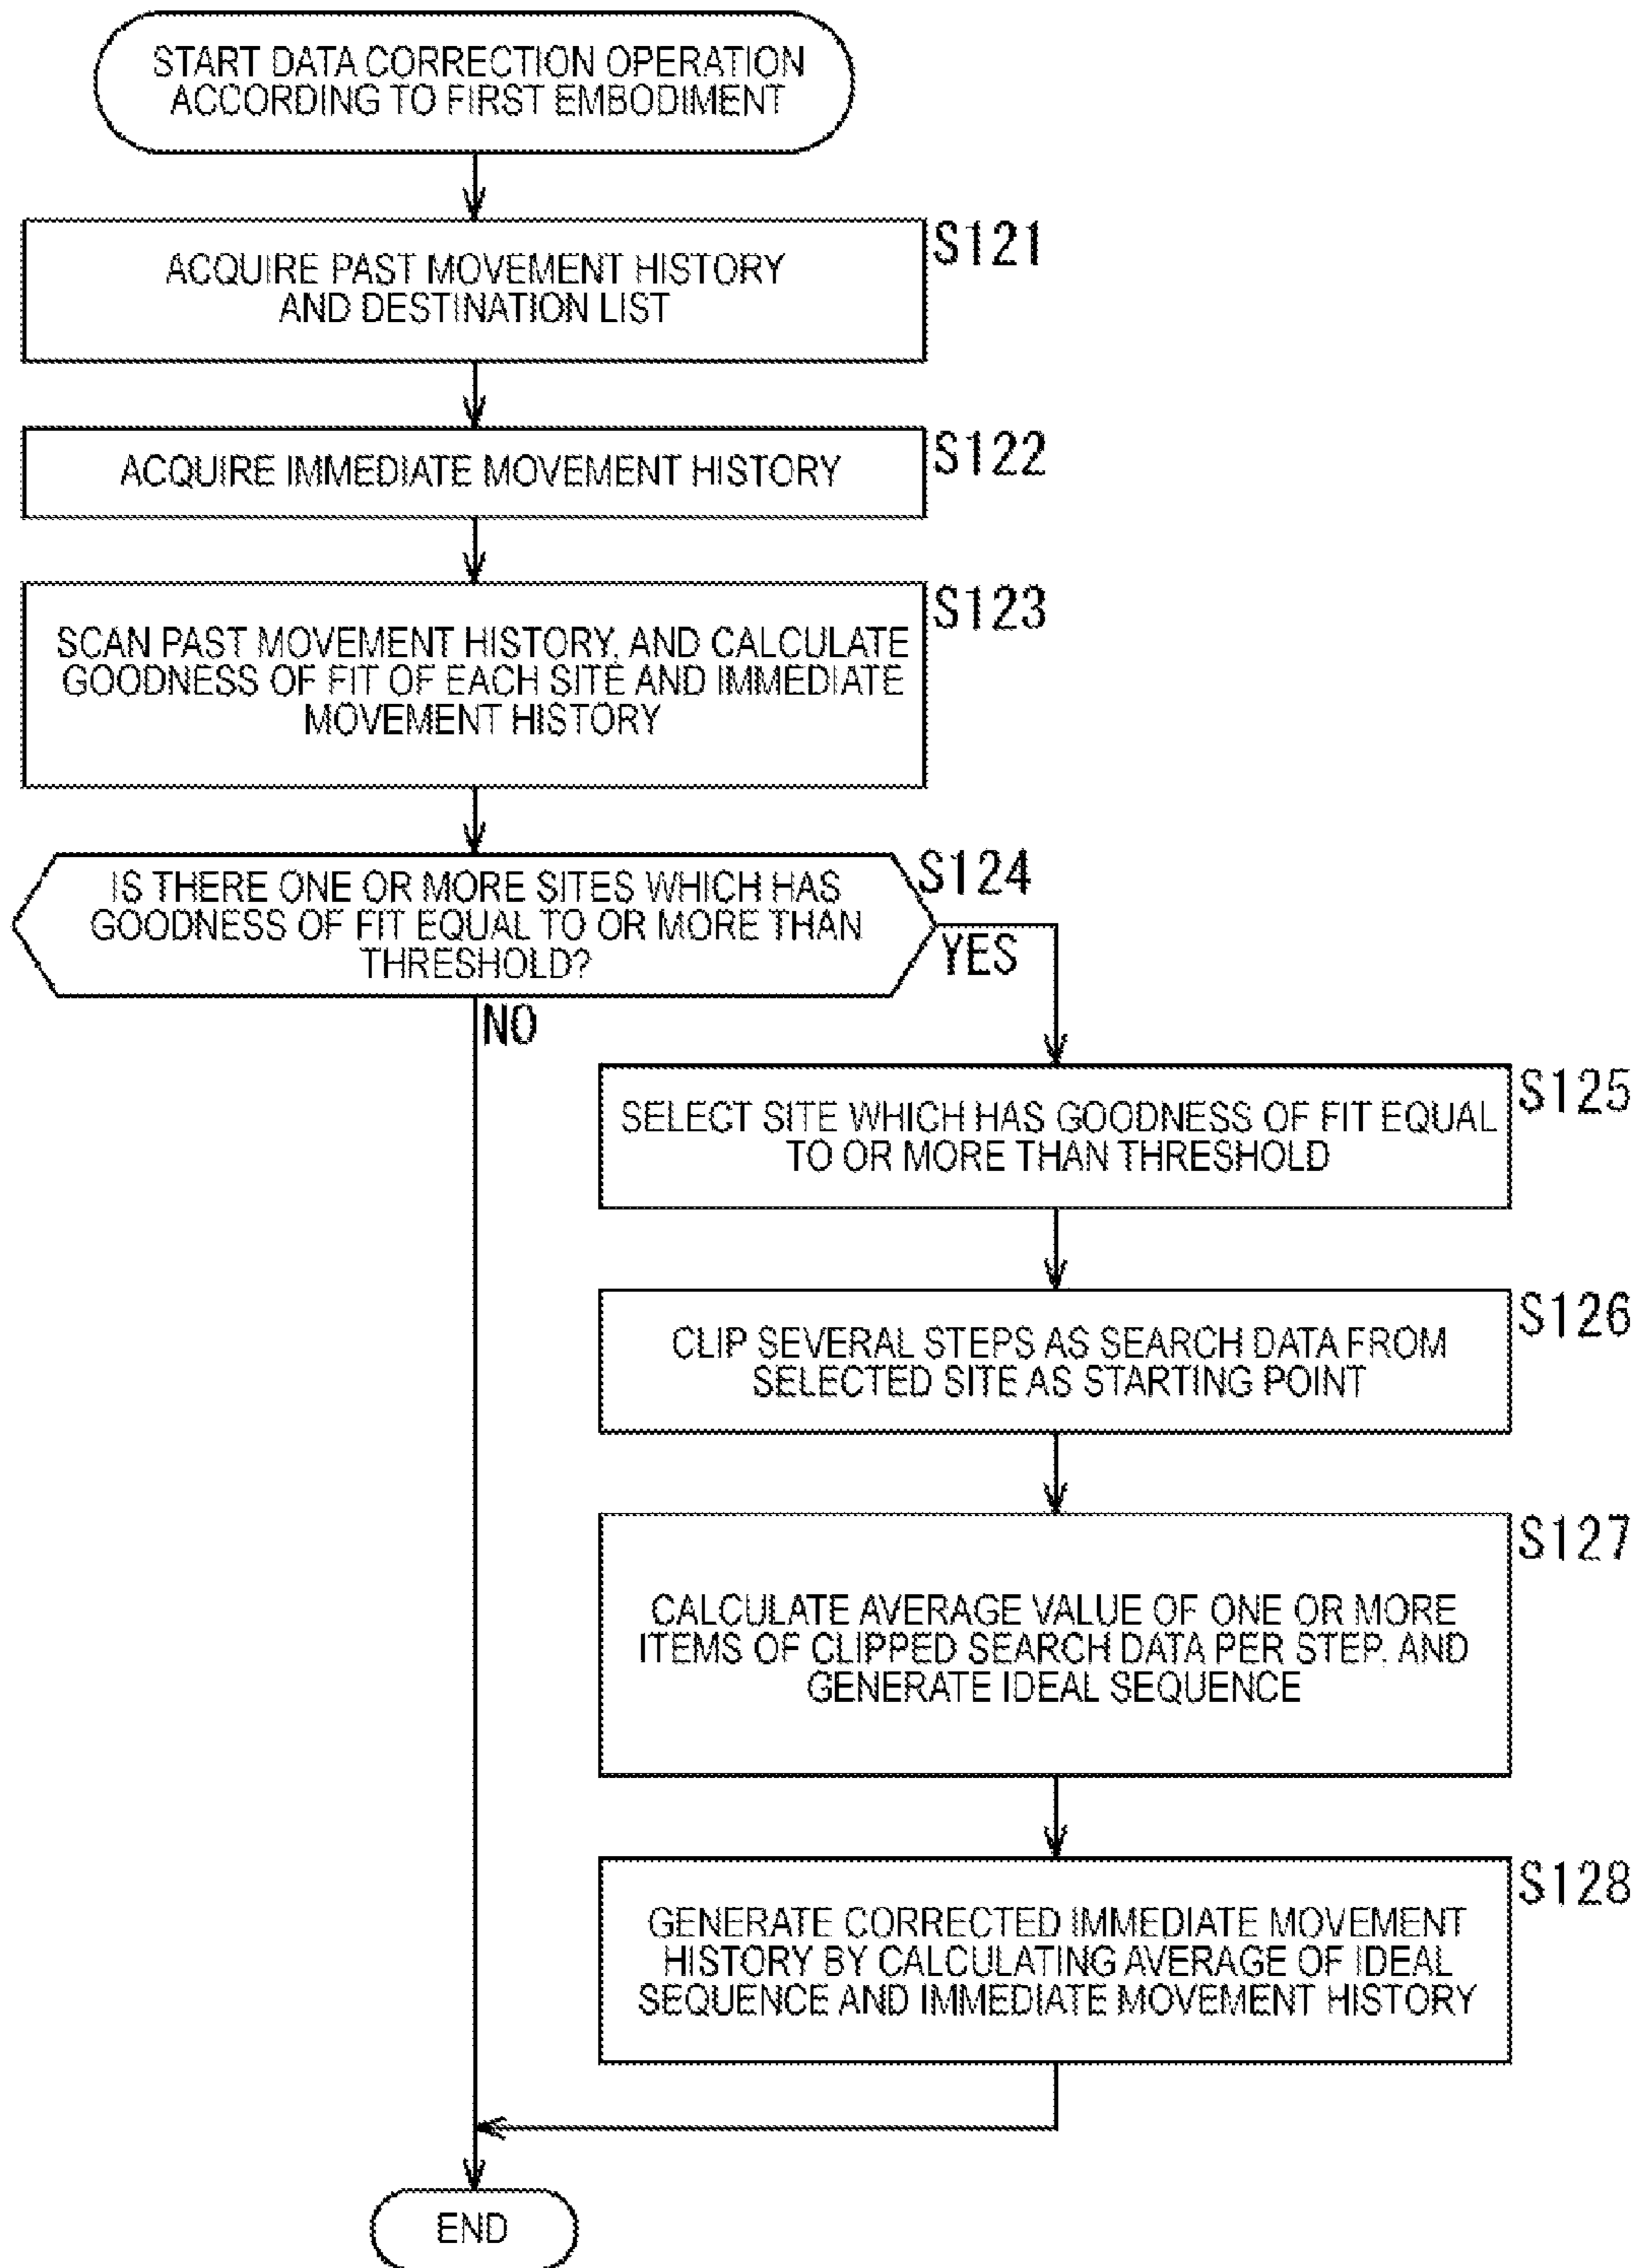 START DATA CORRECTION OPERATION
ACCORDING TO FIRST EMBODIMENT
S121
ACQUIRE PAST MOVEMENT HISTORY
AND DESTINATION LIST
S122
ACQUIRE IMMEDIATE MOVEMENT HISTORY
S123
SCAN PAST MOVEMENT HISTORY, AND CALCULATE
GOODNESS OF FIT OF EACH SITE AND IMMEDIATE
MOVEMENT HISTORY
S124
IS THERE ONE OR MORE SITES WHICH HAS
GOODNESS OF FIT EQUAL TO OR MORE THAN
THRESHOLD?
YES
NO
S125
SELECT SITE WHICH HAS GOODNESS OF FIT EQUAL
TO OR MORE THAN THRESHOLD
S126
CLIP SEVERAL STEPS AS SEARCH DATA FROM
SELECTED SITE AS STARTING POINT
S127
CALCULATE AVERAGE VALUE OF ONE OR MORE
ITEMS OF CLIPPED SEARCH DATA PER STEP, AND
GENERATE IDEAL SEQUENCE
S128
GENERATE CORRECTED IMMEDIATE MOVEMENT
HISTORY BY CALCULATING AVERAGE OF IDEAL
SEQUENCE AND IMMEDIATE MOVEMENT HISTORY
END